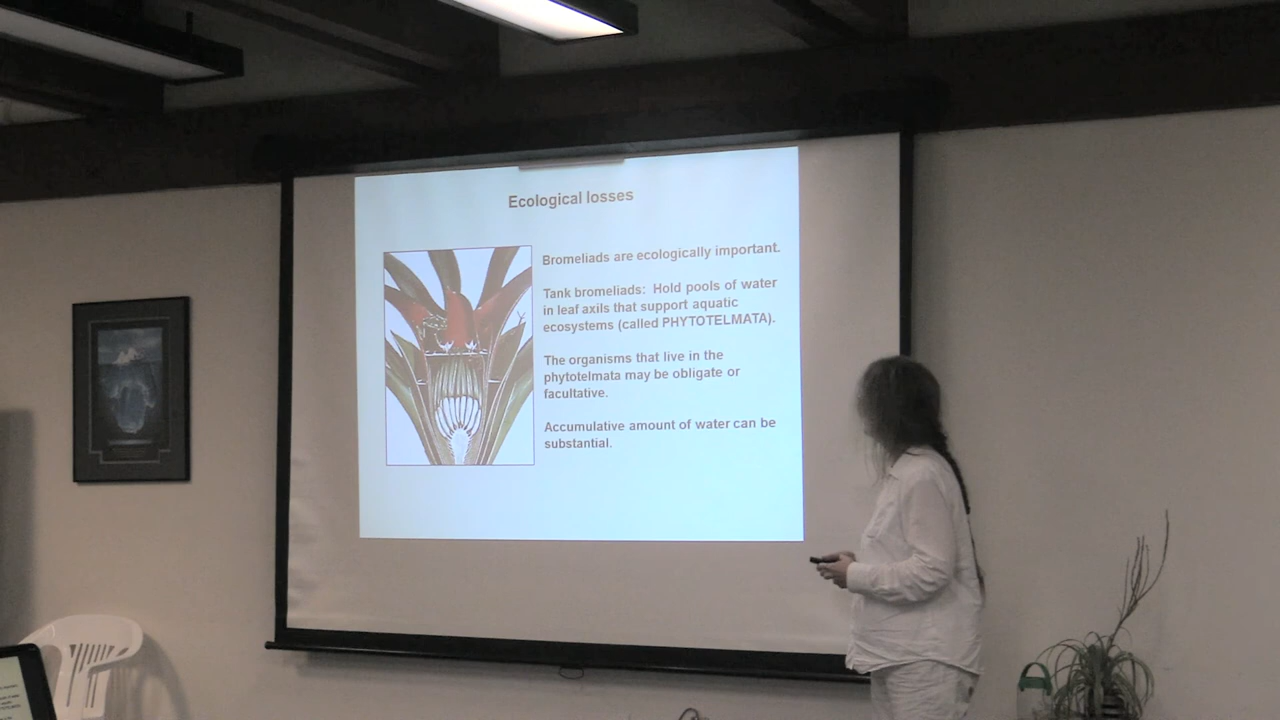 Ecological losses
Bromeliads are ecologically important.
Tank bromeliads: Hold pools of water
in leaf axils that support aquatic
ecosystems (called PHYTOTELMATA).
The organisms that live in the
phytotelmata may be obligate or
facultative.
Accumulative amount of water can be
substantial.